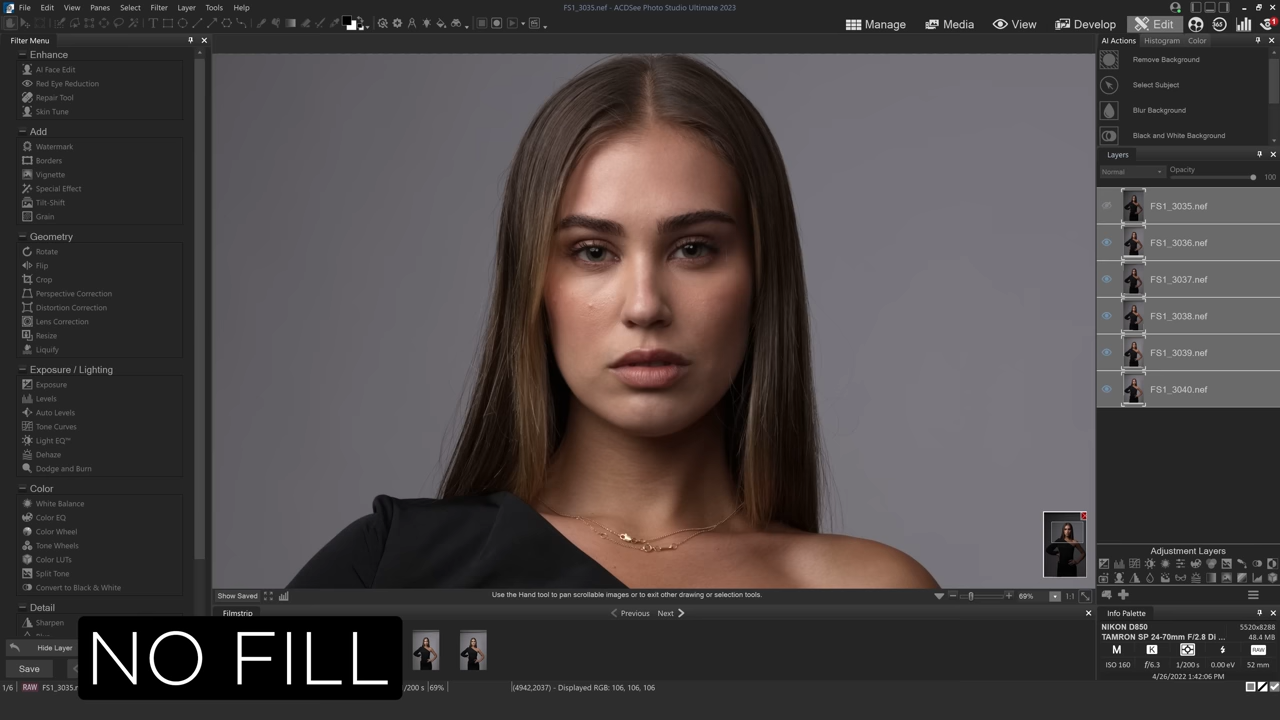 File Edit View Panes Select Filter Layer Tools Help
FS1_3035.nef - ACDSee Photo Studio Ultimate 2023
Manage Media View Develop Edit 365 1
Filter Menu
Enhance
AI Face Edit
Red Eye Reduction
Repair Tool
Skin Tune
Add
Watermark
Borders
Vignette
Special Effect
Tilt-Shift
Grain
Geometry
Rotate
Flip
Crop
Perspective Correction
Distortion Correction
Lens Correction
Resize
Liquify
Exposure / Lighting
Exposure
Levels
Auto Levels
Tone Curves
Light EQ™
Dehaze
Dodge and Burn
Color
White Balance
Color EQ
Color Wheel
Tone Wheels
Color LUTs
Split Tone
Convert to Black & White
Detail
Sharpen
Hide Layer
Save
NO FILL
1/6 RAW FS1_3035.n
/200 s 69% (4942,2037) - Displayed RGB: 106, 106, 106
Show Saved
Use the Hand tool to pan scrollable images or to exit other drawing or selection tools.
69% 1:1
Filmstrip
Previous Next
AI Actions Histogram Color
Remove Background
Select Subject
Blur Background
Black and White Background
Layers
Normal Opacity 100
FS1_3035.nef
FS1_3036.nef
FS1_3037.nef
FS1_3038.nef
FS1_3039.nef
FS1_3040.nef
Adjustment Layers
Info Palette
NIKON D850 5520x8288
TAMRON SP 24-70mm F/2.8 Di ... 48.4 MB
M K RAW
ISO 160 f/6.3 1/200 s 0.00 eV 52 mm
4/26/2022 1:42:06 PM